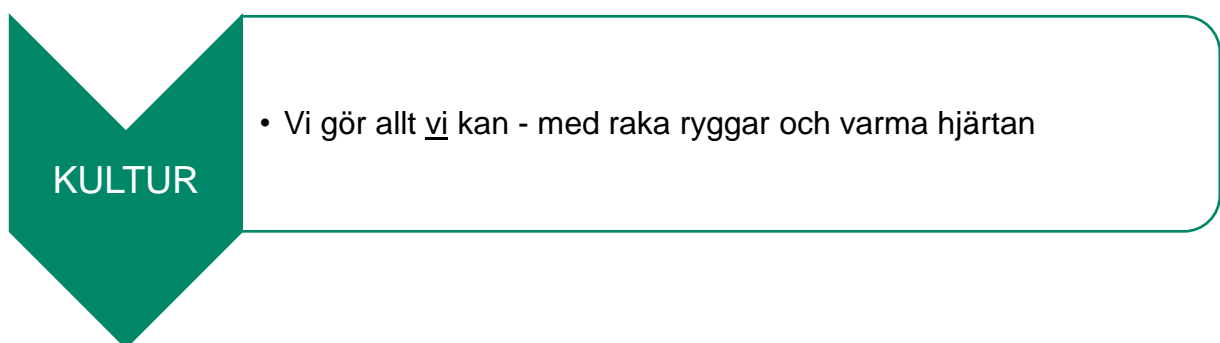 KULTUR
• Vi gör allt vi kan - med raka ryggar och varma hjärtan